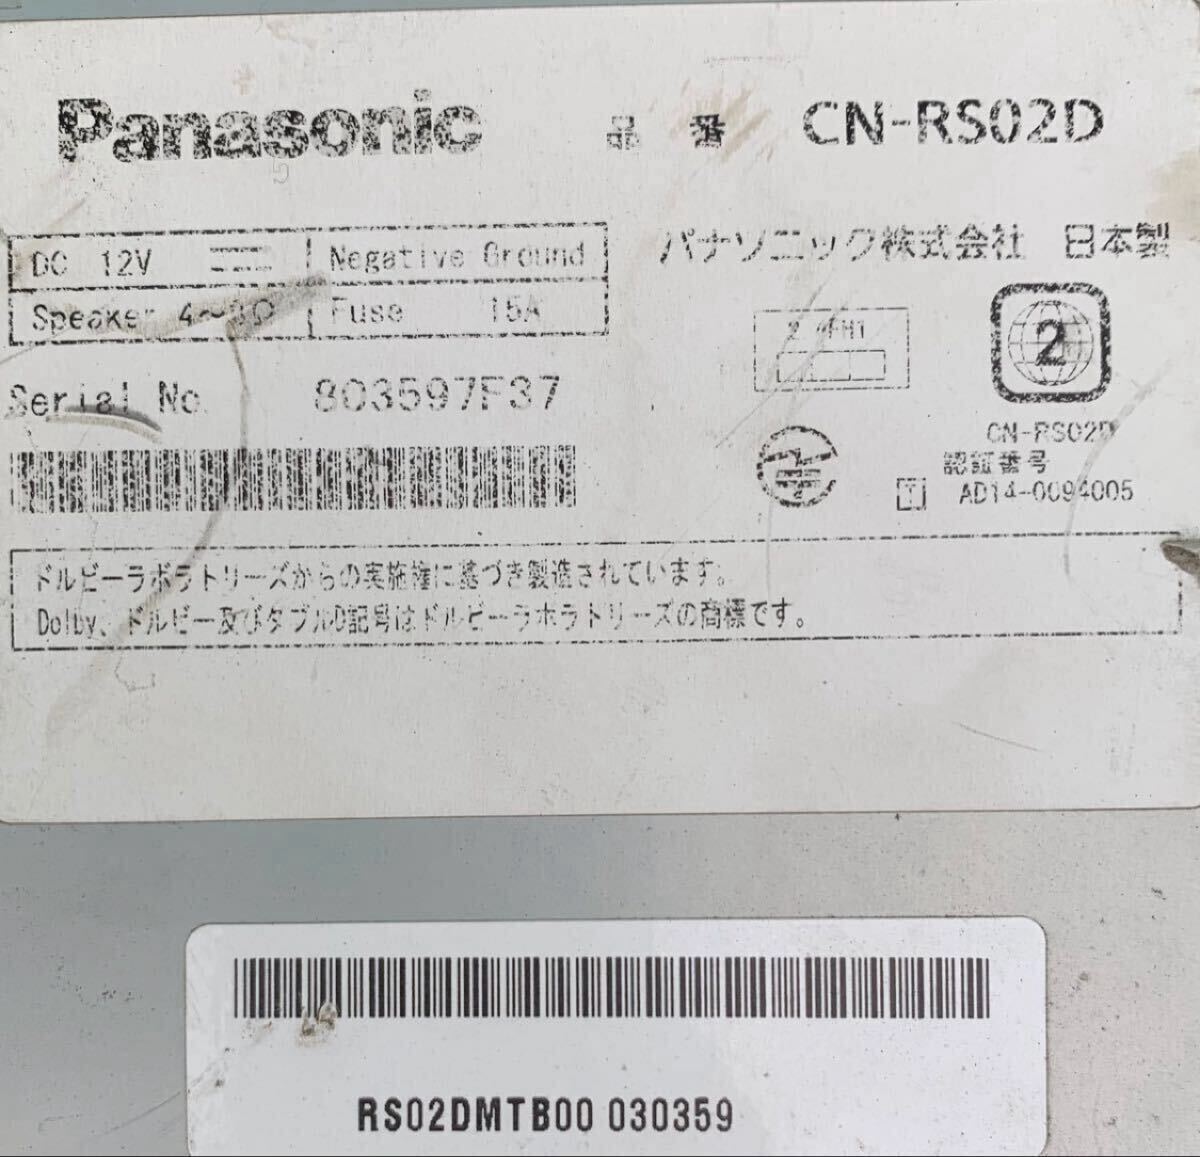 Panasonic 品番 CN-RS02D
DC 12V Negative Ground
Speaker Fuse 15A
パナソニック株式会社 日本製
2.4FH1
2
Serial No. 803597F37
CN-RS02D
認証番号
T AD14-0094005
ドルビーラボラトリーズからの実施権に基づき製造されています。
Dolby、ドルビー及びダブルD記号はドルビーラボラトリーズの商標です。
RS02DMTB00 030359